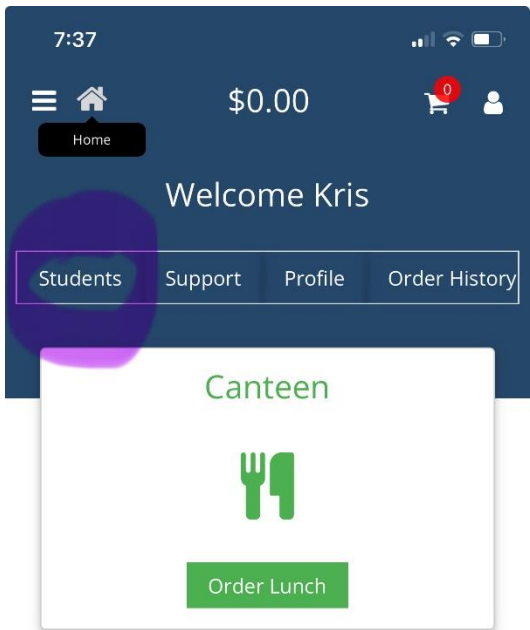 7:37
$0.00
0
Home
Welcome Kris
Students Support Profile Order History
Canteen
Order Lunch